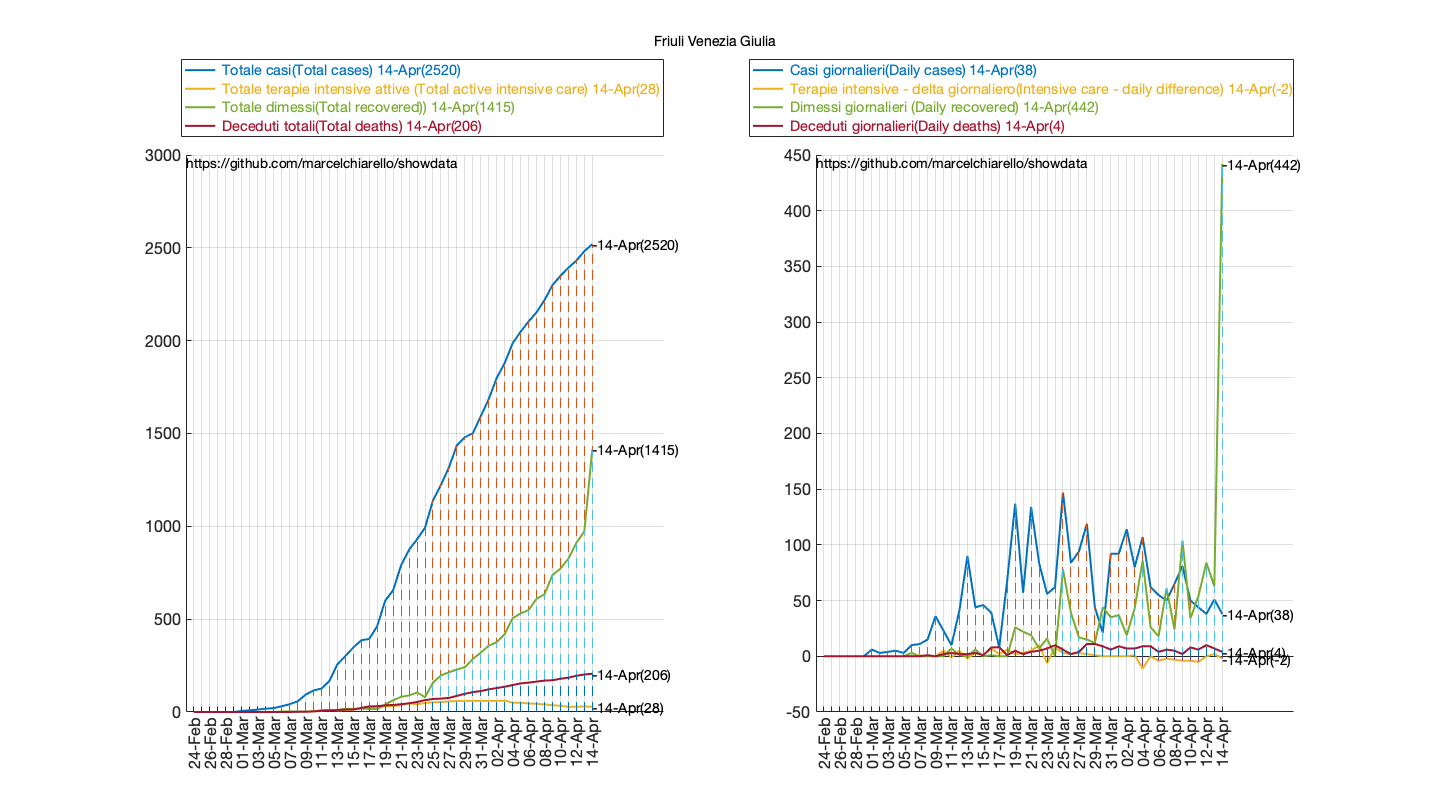 Friuli Venezia Giulia
Totale casi(Total cases) 14-Apr(2520)
Totale terapie intensive attive (Total active intensive care) 14-Apr(28)
Totale dimessi(Total recovered)) 14-Apr(1415)
Deceduti totali(Total deaths) 14-Apr(206)
3000
https://github.com/marcelchiarello/showdata
2500
14-Apr(2520)
2000
1500
14-Apr(1415)
1000
500
14-Apr(206)
14-Apr(28)
0
24-Feb
26-Feb
28-Feb
01-Mar
03-Mar
05-Mar
07-Mar
09-Mar
11-Mar
13-Mar
15-Mar
17-Mar
19-Mar
21-Mar
23-Mar
25-Mar
27-Mar
29-Mar
31-Mar
02-Apr
04-Apr
06-Apr
08-Apr
10-Apr
12-Apr
14-Apr
Casi giornalieri(Daily cases) 14-Apr(38)
Terapie intensive - delta giornaliero(Intensive care - daily difference) 14-Apr(-2)
Dimessi giornalieri (Daily recovered) 14-Apr(442)
Deceduti giornalieri(Daily deaths) 14-Apr(4)
450
https://github.com/marcelchiarello/showdata
14-Apr(442)
400
350
300
250
200
150
100
50
14-Apr(38)
0
14-Apr(4)
14-Apr(-2)
-50
24-Feb
26-Feb
28-Feb
01-Mar
03-Mar
05-Mar
07-Mar
09-Mar
11-Mar
13-Mar
15-Mar
17-Mar
19-Mar
21-Mar
23-Mar
25-Mar
27-Mar
29-Mar
31-Mar
02-Apr
04-Apr
06-Apr
08-Apr
10-Apr
12-Apr
14-Apr